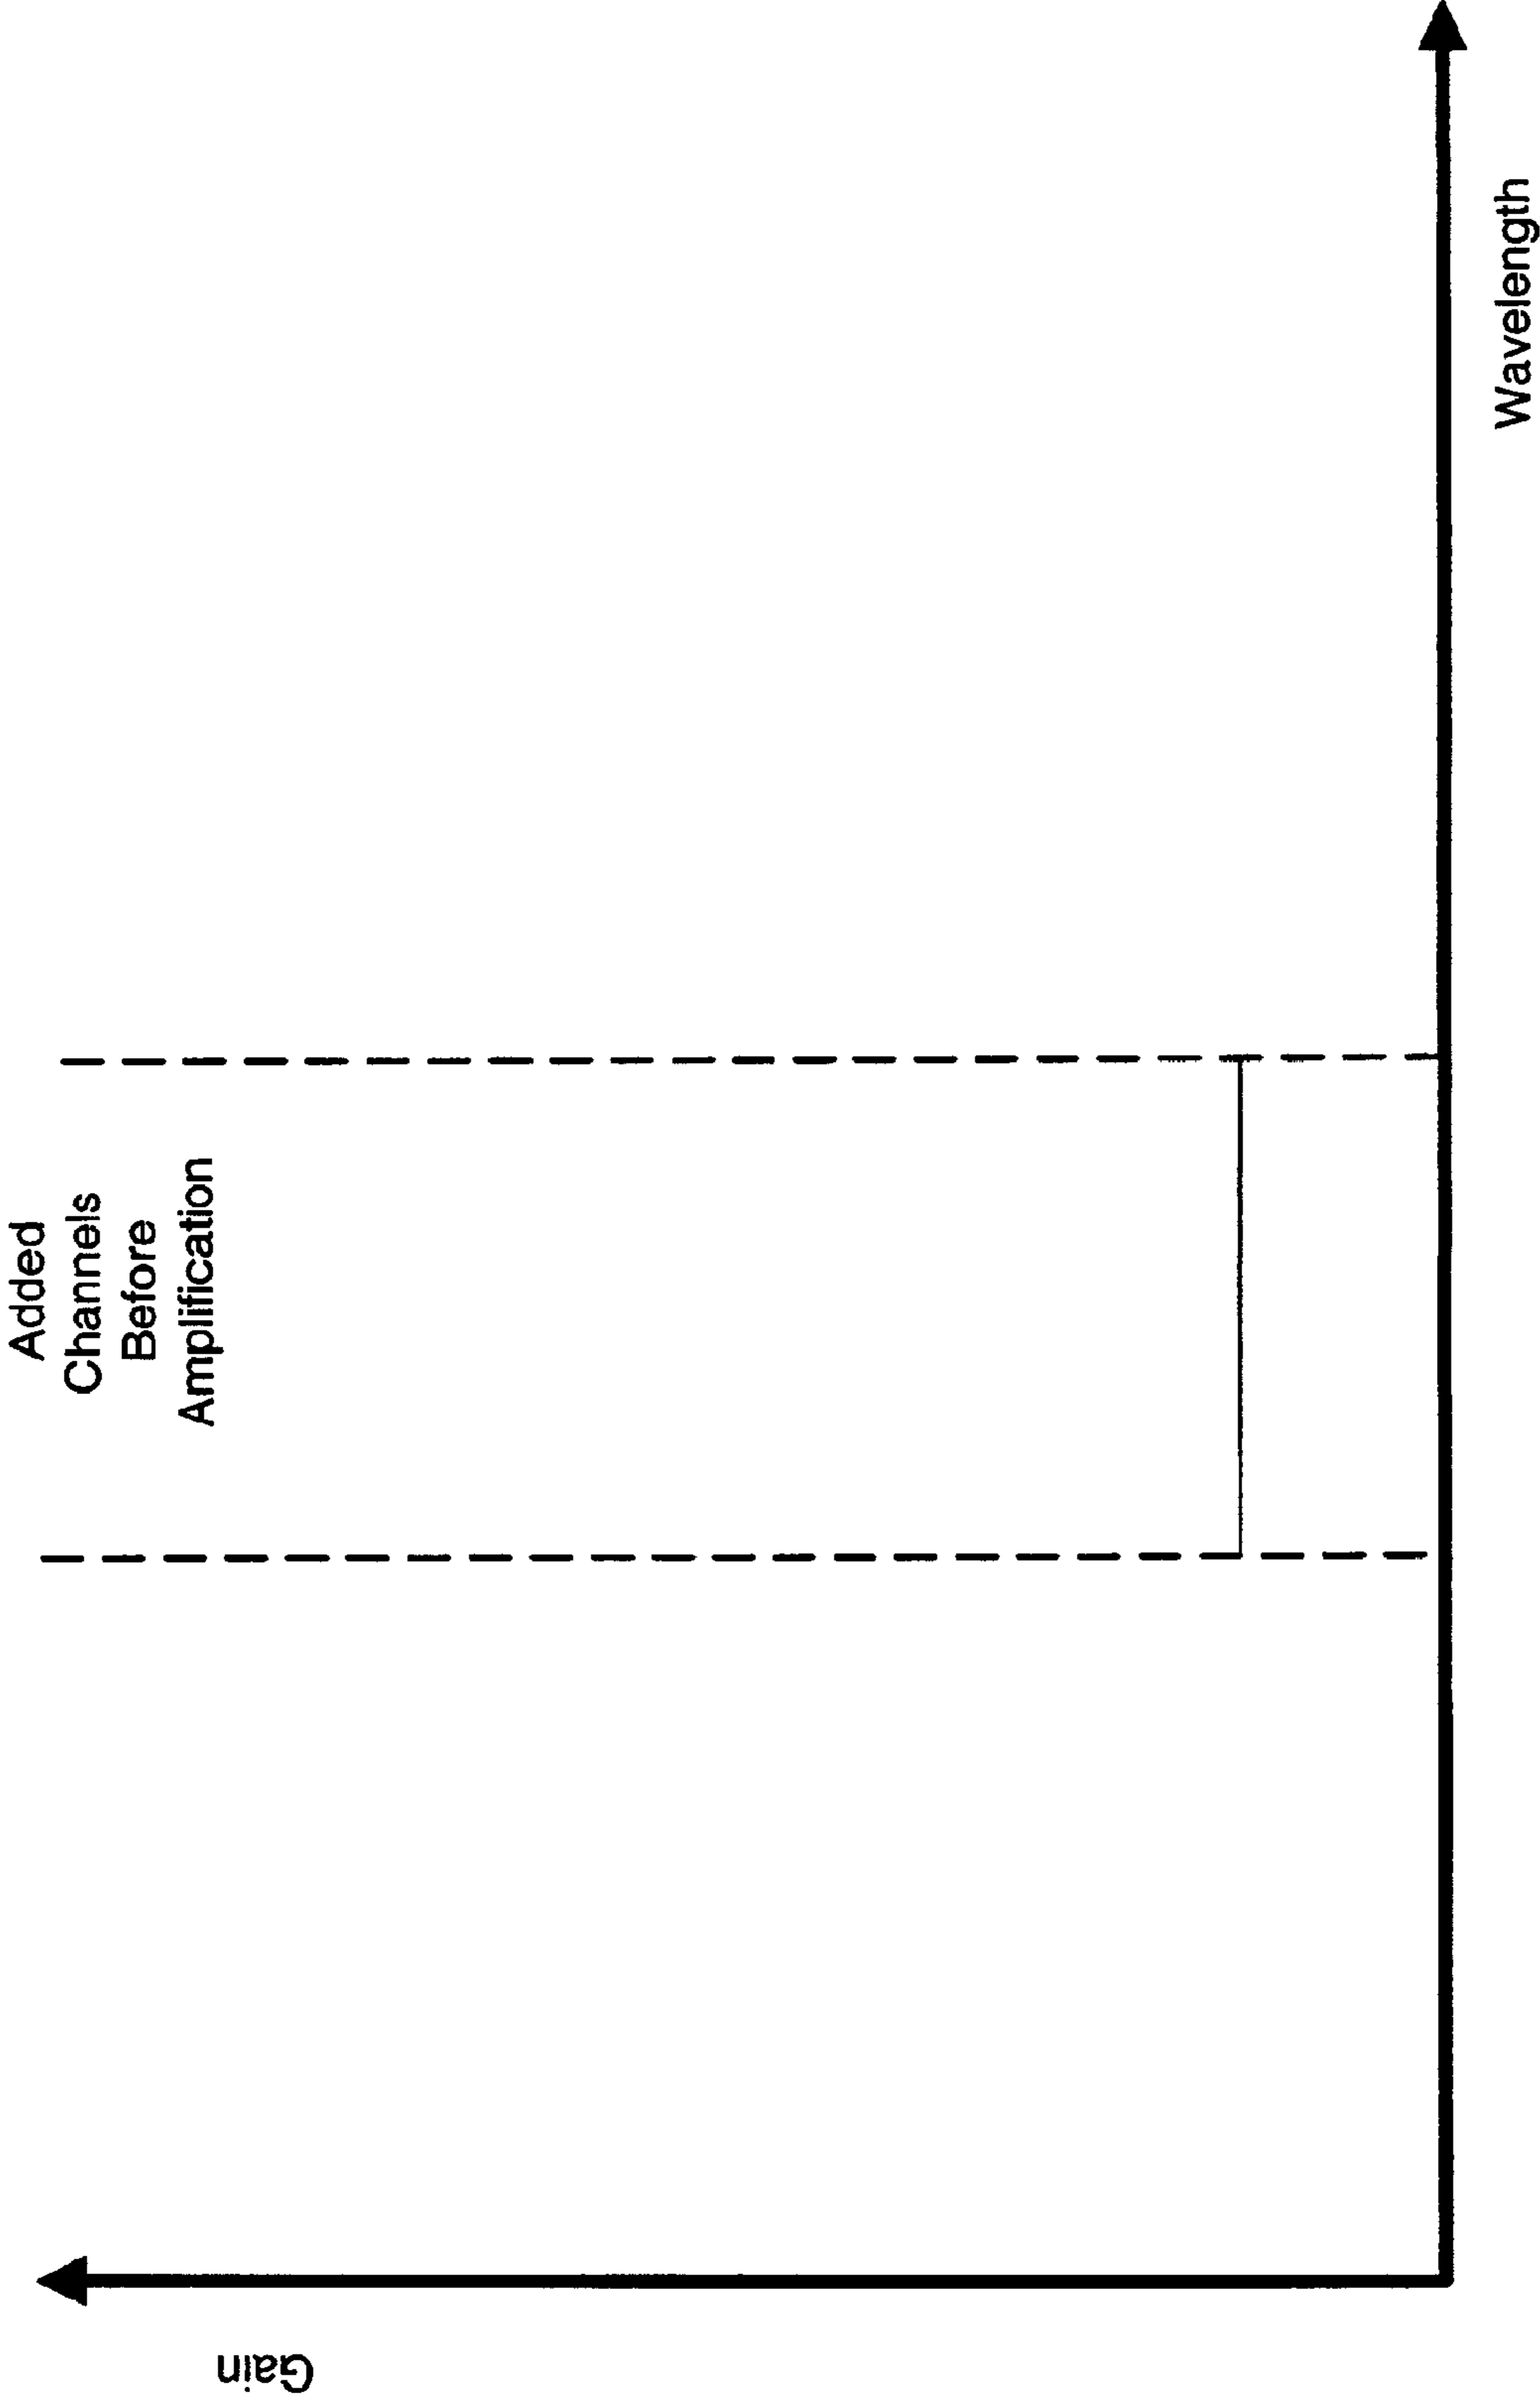 Added
Channels
Before
Amplification
Gain
Wavelength